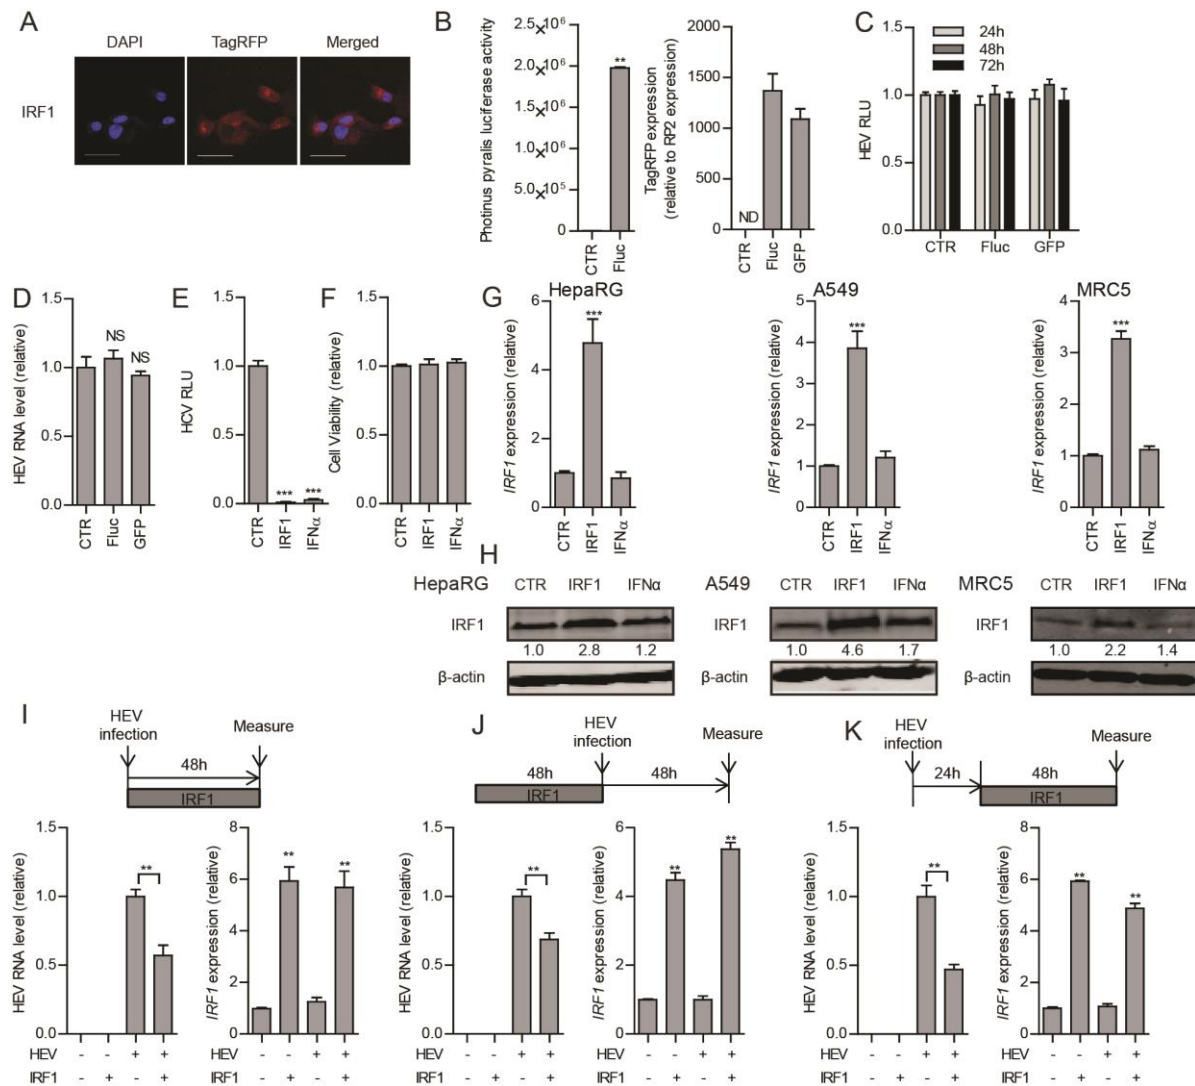 A
DAPI TagRFP Merged
IRF1
B
Photinus pyralis luciferase activity
2.5 × 10⁶
2.0 × 10⁶
1.5 × 10⁶
1.0 × 10⁶
5.0 × 10⁵
0
**
CTR Fluc
TagRFP expression
(relative to RP2 expression)
2000
1500
1000
500
0
ND
CTR Fluc GFP
C
24h
48h
72h
HEV RLU
1.5
1.0
0.5
0.0
CTR Fluc GFP
D
HEV RNA level (relative)
1.5
1.0
0.5
0.0
NS NS
CTR Fluc GFP
E
HCV RLU
1.5
1.0
0.5
0.0
*** ***
CTR IRF1 IFNα
F
Cell Viability (relative)
1.5
1.0
0.5
0.0
CTR IRF1 IFNα
G
HepaRG
IRF1 expression (relative)
6
4
2
0
***
CTR IRF1 IFNα
A549
IRF1 expression (relative)
5
4
3
2
1
0
***
CTR IRF1 IFNα
MRC5
IRF1 expression (relative)
4
3
2
1
0
***
CTR IRF1 IFNα
H
HepaRG CTR IRF1 IFNα
IRF1
1.0 2.8 1.2
β-actin
A549 CTR IRF1 IFNα
IRF1
1.0 4.6 1.7
β-actin
MRC5 CTR IRF1 IFNα
IRF1
1.0 2.2 1.4
β-actin
I
HEV
infection
Measure
48h
IRF1
HEV RNA level (relative)
1.5
1.0
0.5
0.0
**
HEV - - + +
IRF1 - + - +
IRF1 expression (relative)
8
6
4
2
0
** **
- - + +
- + - +
J
HEV
infection
Measure
48h 48h
IRF1
HEV RNA level (relative)
1.5
1.0
0.5
0.0
**
HEV - - + +
IRF1 - + - +
IRF1 expression (relative)
6
4
2
0
** **
- - + +
- + - +
K
HEV
infection
Measure
24h 48h
IRF1
HEV RNA level (relative)
1.5
1.0
0.5
0.0
**
HEV - - + +
IRF1 - + - +
IRF1 expression (relative)
8
6
4
2
0
** **
- - + +
- + - +